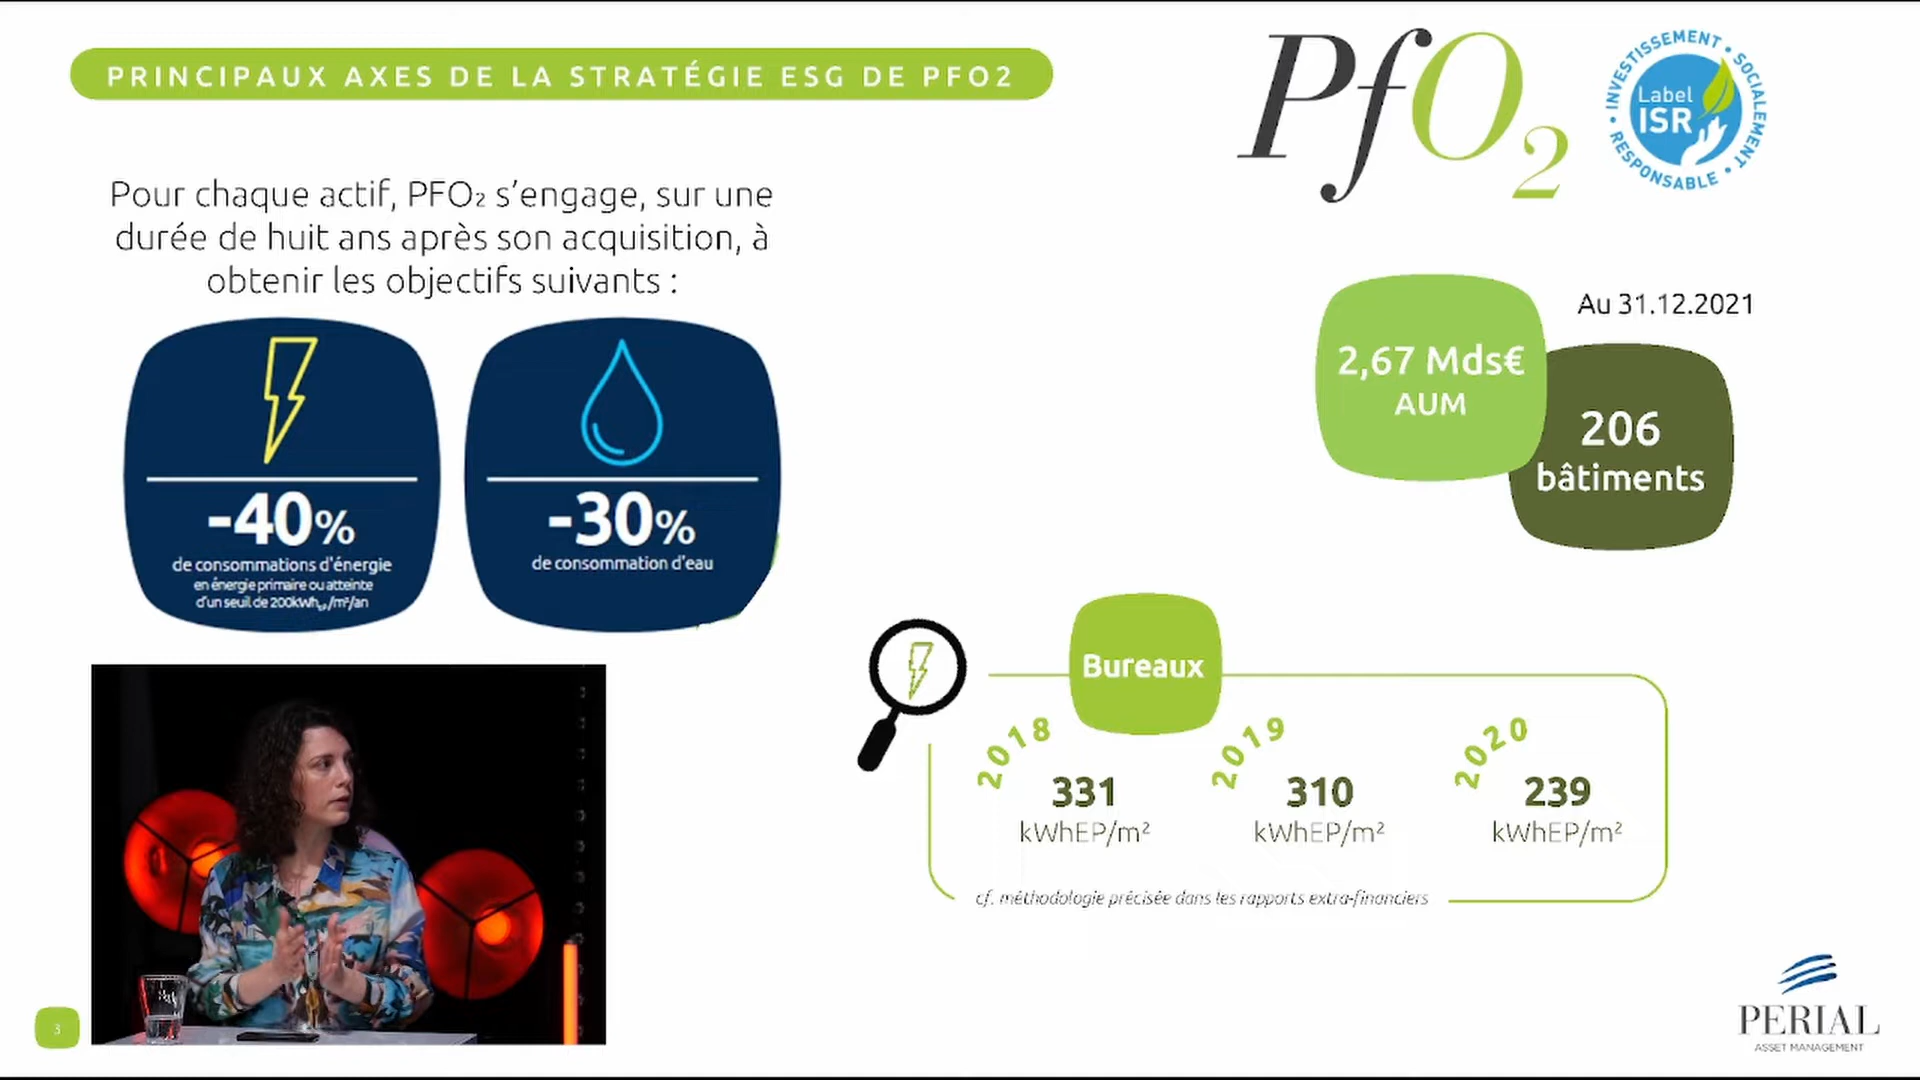 PRINCIPAUX AXES DE LA STRATÉGIE ESG DE PFO2
PfO2
INVESTISSEMENT • SOCIALEMENT • RESPONSABLE •
Label
ISR
Pour chaque actif, PFO₂ s’engage, sur une
durée de huit ans après son acquisition, à
obtenir les objectifs suivants :
-40%
de consommations d'énergie
en énergie primaire ou atteinte
d'un seuil de 200kWhEP/m²/an
-30%
de consommation d'eau
Au 31.12.2021
2,67 Mds€
AUM
206
bâtiments
Bureaux
2018
331
kWhEP/m²
2019
310
kWhEP/m²
2020
239
kWhEP/m²
cf. méthodologie précisée dans les rapports extra-financiers
3
PERIAL
ASSET MANAGEMENT